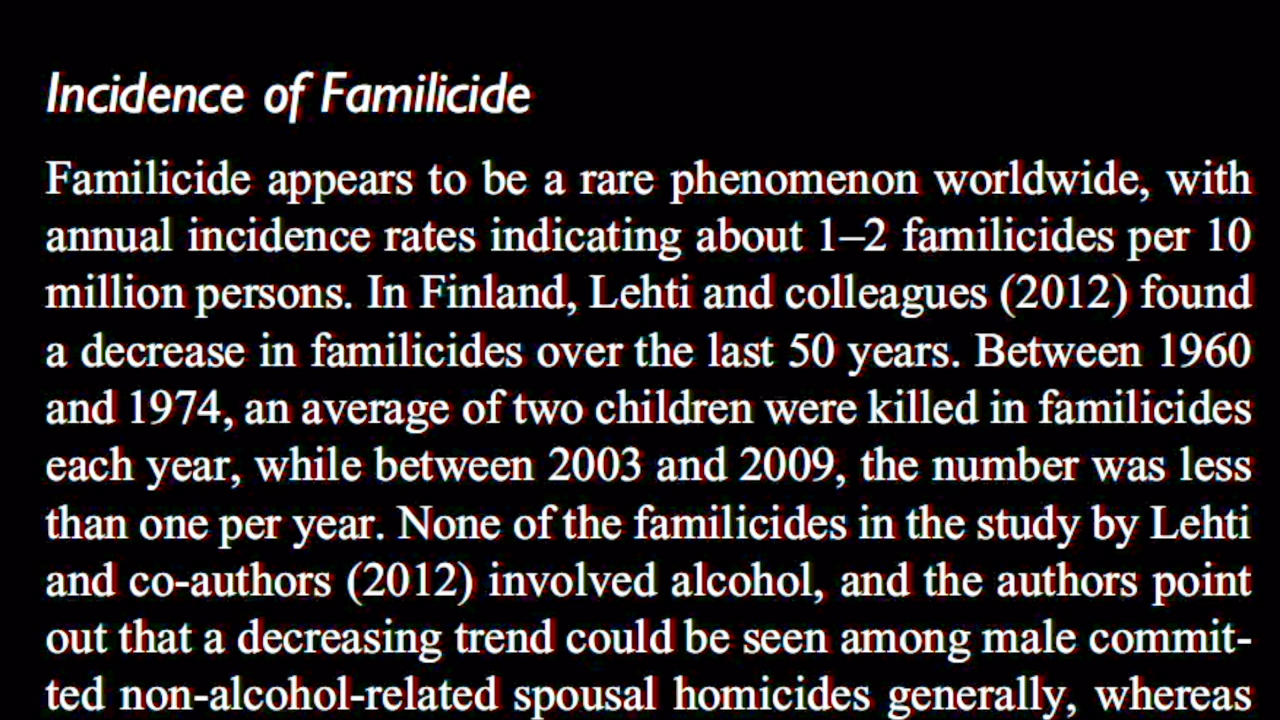 Incidence of Familicide
Familicide appears to be a rare phenomenon worldwide, with
annual incidence rates indicating about 1–2 familicides per 10
million persons. In Finland, Lehti and colleagues (2012) found
a decrease in familicides over the last 50 years. Between 1960
and 1974, an average of two children were killed in familicides
each year, while between 2003 and 2009, the number was less
than one per year. None of the familicides in the study by Lehti
and co-authors (2012) involved alcohol, and the authors point
out that a decreasing trend could be seen among male commit-
ted non-alcohol-related spousal homicides generally, whereas